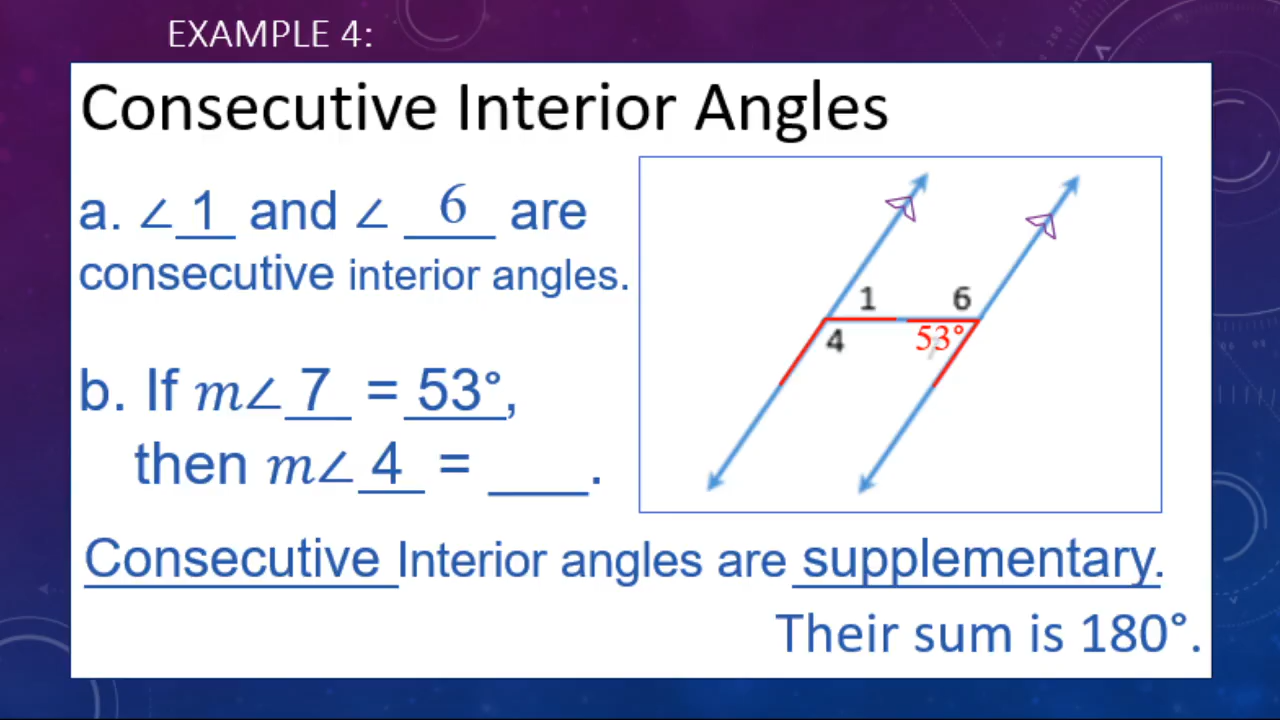 EXAMPLE 4:
Consecutive Interior Angles
a. ∠ 1 and ∠ 6 are
consecutive interior angles.
b. If m∠ 7 = 53°,
then m∠ 4 = ___.
1 6
4 53°
Consecutive Interior angles are supplementary.
Their sum is 180°.